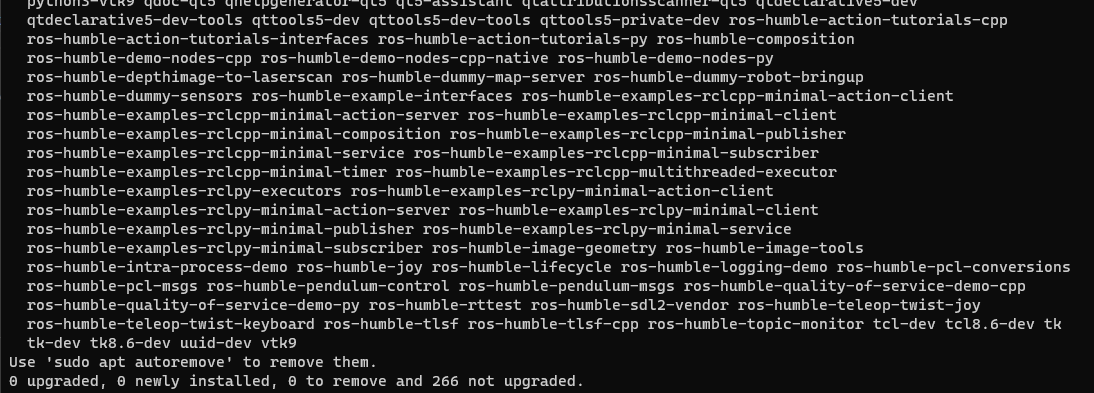 python3-vtk9 qdoc-qt5 qhelpgenerator-qt5 qt5-assistant qtattributionsscanner-qt5 qtdeclarative5-dev
qtdeclarative5-dev-tools qttools5-dev qttools5-dev-tools qttools5-private-dev ros-humble-action-tutorials-cpp
ros-humble-action-tutorials-interfaces ros-humble-action-tutorials-py ros-humble-composition
ros-humble-demo-nodes-cpp ros-humble-demo-nodes-cpp-native ros-humble-demo-nodes-py
ros-humble-depthimage-to-laserscan ros-humble-dummy-map-server ros-humble-dummy-robot-bringup
ros-humble-dummy-sensors ros-humble-example-interfaces ros-humble-examples-rclcpp-minimal-action-client
ros-humble-examples-rclcpp-minimal-action-server ros-humble-examples-rclcpp-minimal-client
ros-humble-examples-rclcpp-minimal-composition ros-humble-examples-rclcpp-minimal-publisher
ros-humble-examples-rclcpp-minimal-service ros-humble-examples-rclcpp-minimal-subscriber
ros-humble-examples-rclcpp-minimal-timer ros-humble-examples-rclcpp-multithreaded-executor
ros-humble-examples-rclpy-executors ros-humble-examples-rclpy-minimal-action-client
ros-humble-examples-rclpy-minimal-action-server ros-humble-examples-rclpy-minimal-client
ros-humble-examples-rclpy-minimal-publisher ros-humble-examples-rclpy-minimal-service
ros-humble-examples-rclpy-minimal-subscriber ros-humble-image-geometry ros-humble-image-tools
ros-humble-intra-process-demo ros-humble-joy ros-humble-lifecycle ros-humble-logging-demo ros-humble-pcl-conversions
ros-humble-pcl-msgs ros-humble-pendulum-control ros-humble-pendulum-msgs ros-humble-quality-of-service-demo-cpp
ros-humble-quality-of-service-demo-py ros-humble-rttest ros-humble-sdl2-vendor ros-humble-teleop-twist-joy
ros-humble-teleop-twist-keyboard ros-humble-tlsf ros-humble-tlsf-cpp ros-humble-topic-monitor tcl-dev tcl8.6-dev tk
tk-dev tk8.6-dev uuid-dev vtk9
Use 'sudo apt autoremove' to remove them.
0 upgraded, 0 newly installed, 0 to remove and 266 not upgraded.